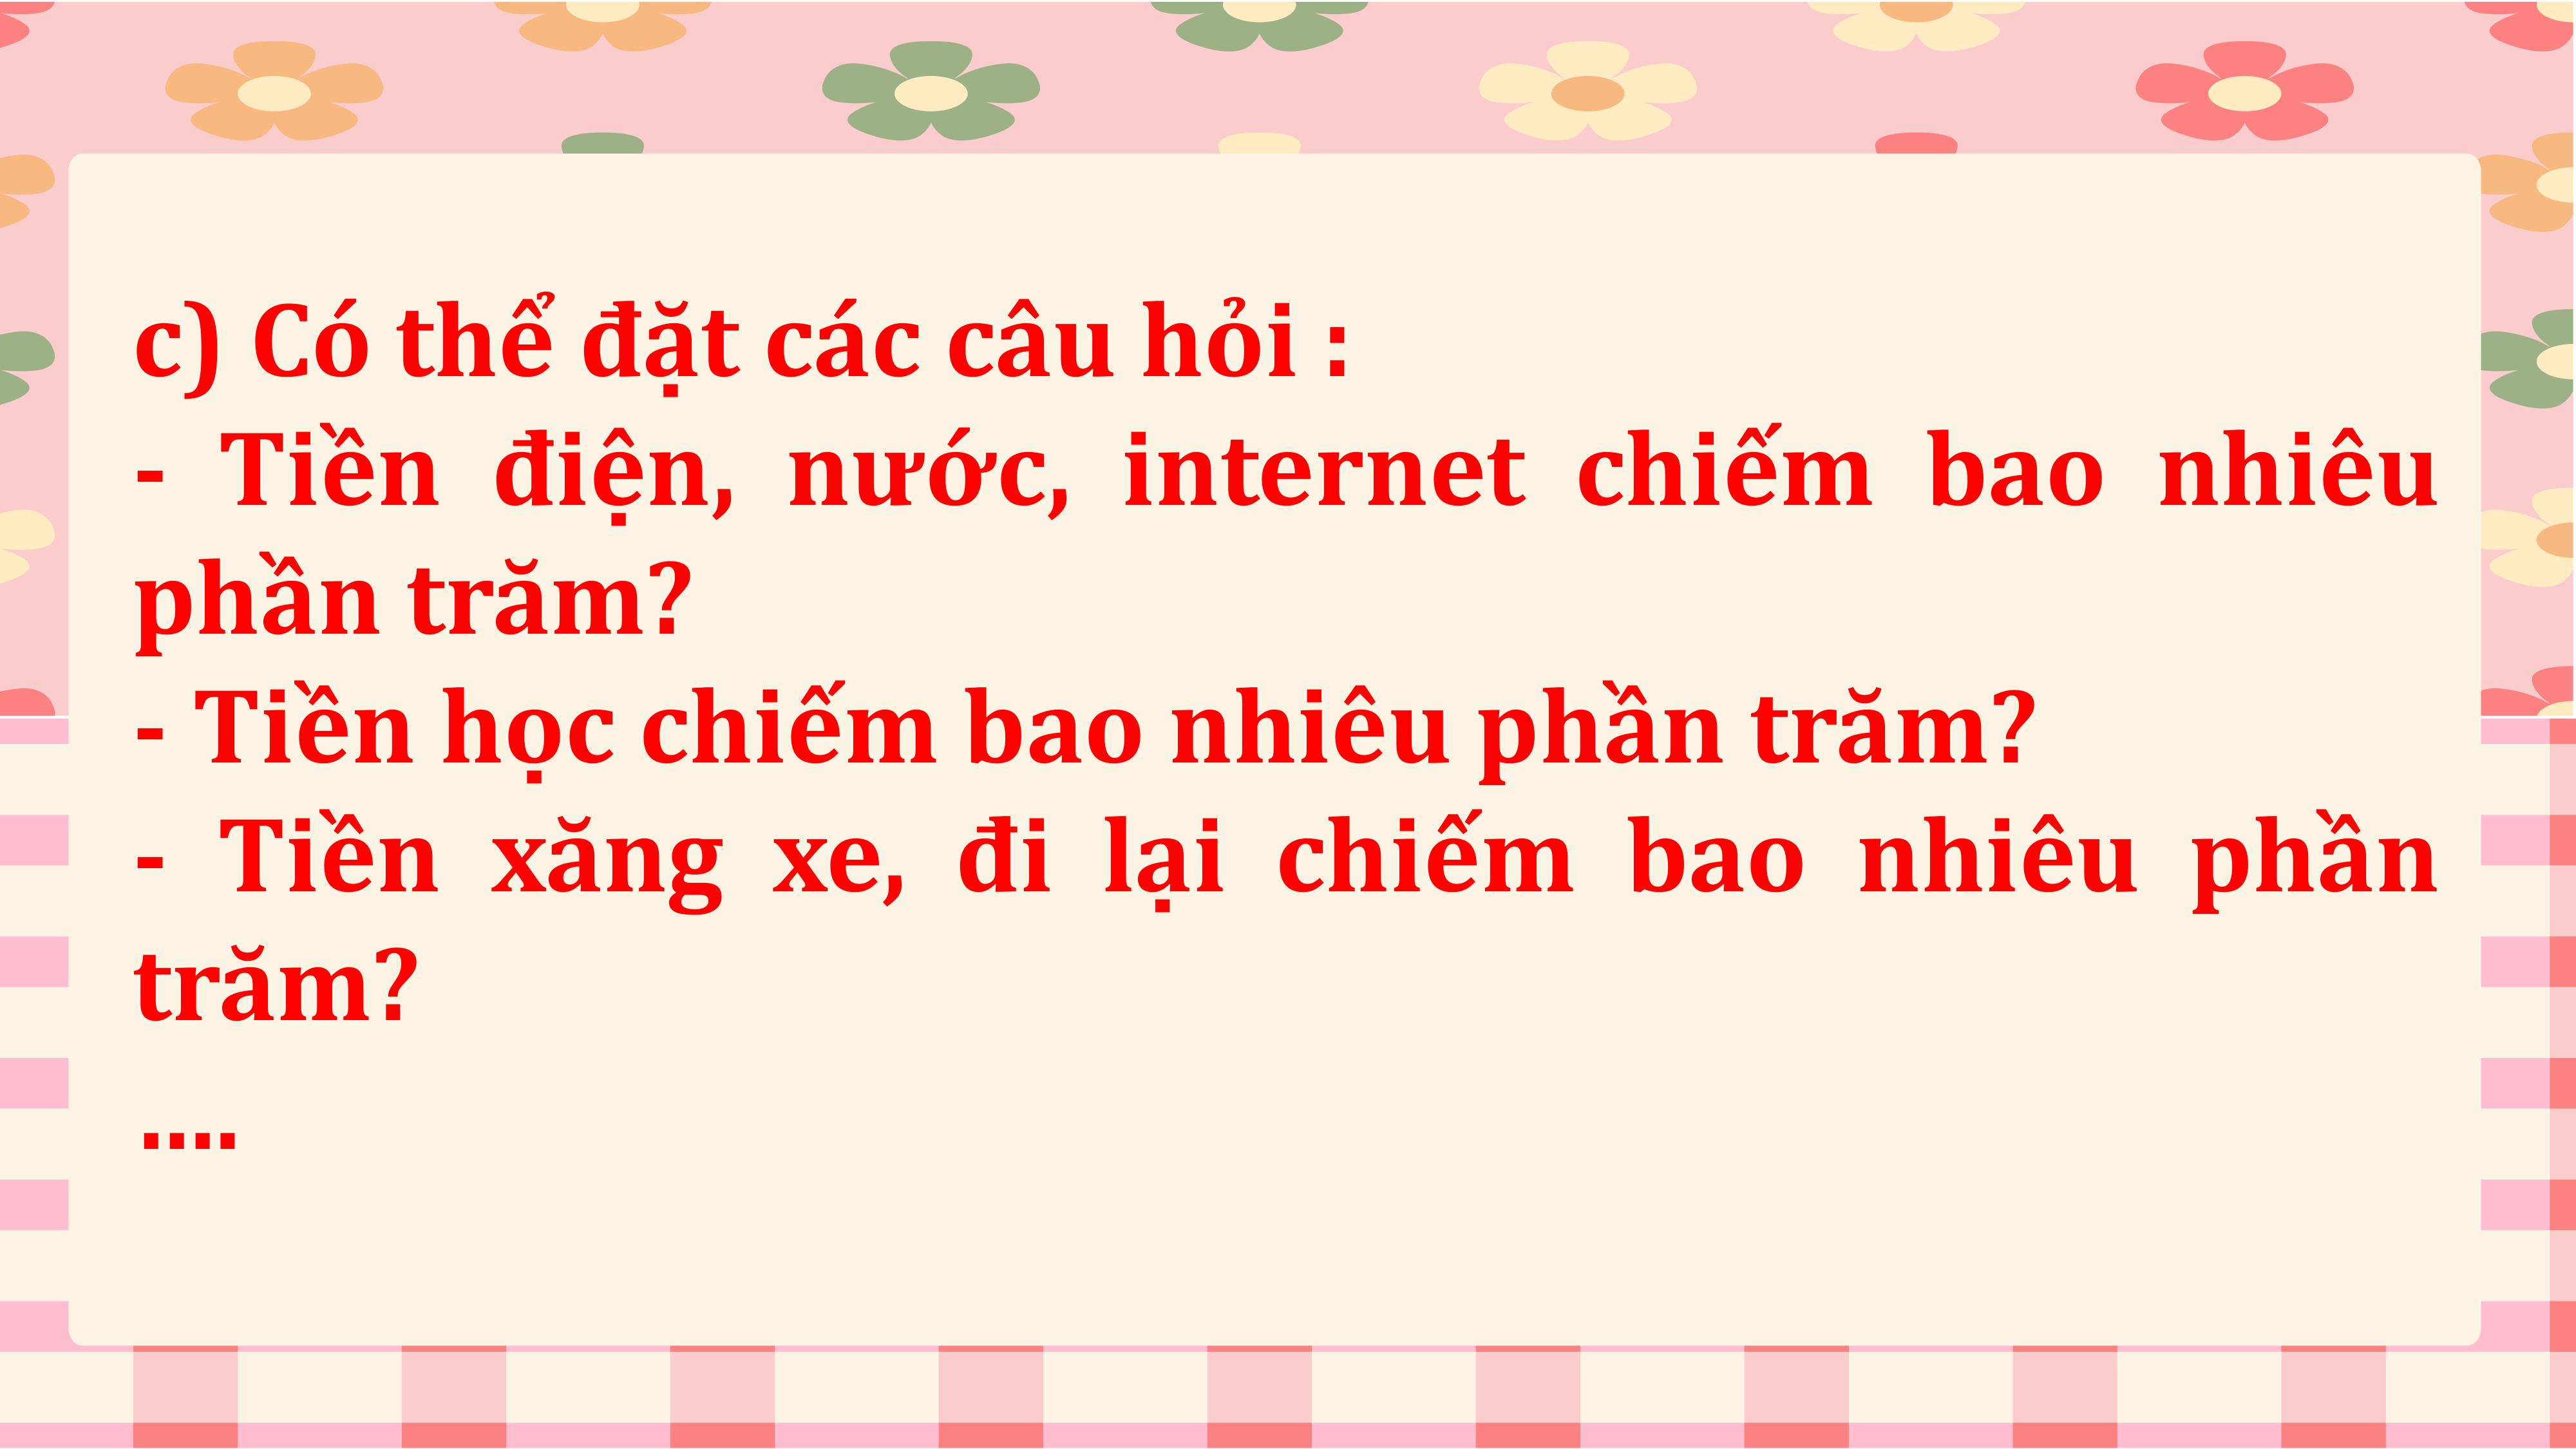 c) Có thể đặt các câu hỏi :
- Tiền điện, nước, internet chiếm bao nhiêu
phần trăm?
- Tiền học chiếm bao nhiêu phần trăm?
- Tiền xăng xe, đi lại chiếm bao nhiêu phần
trăm?
....